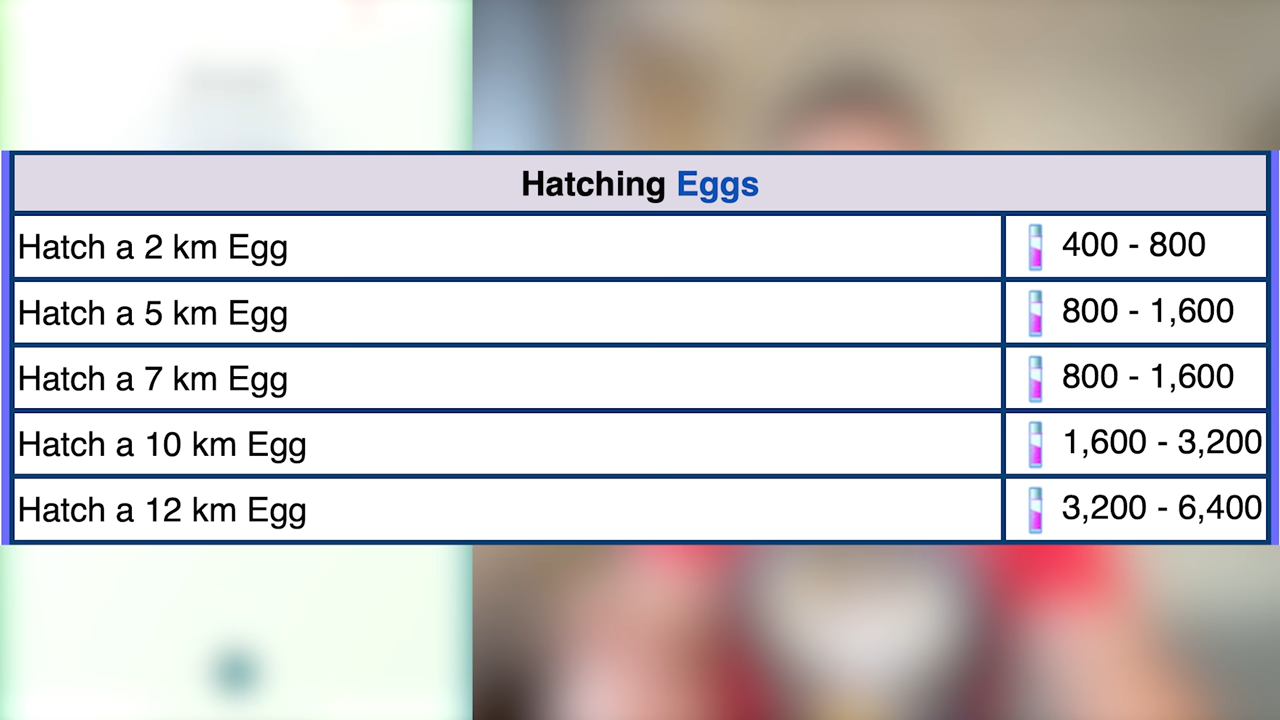 Hatching Eggs
Hatch a 2 km Egg 400 - 800
Hatch a 5 km Egg 800 - 1,600
Hatch a 7 km Egg 800 - 1,600
Hatch a 10 km Egg 1,600 - 3,200
Hatch a 12 km Egg 3,200 - 6,400